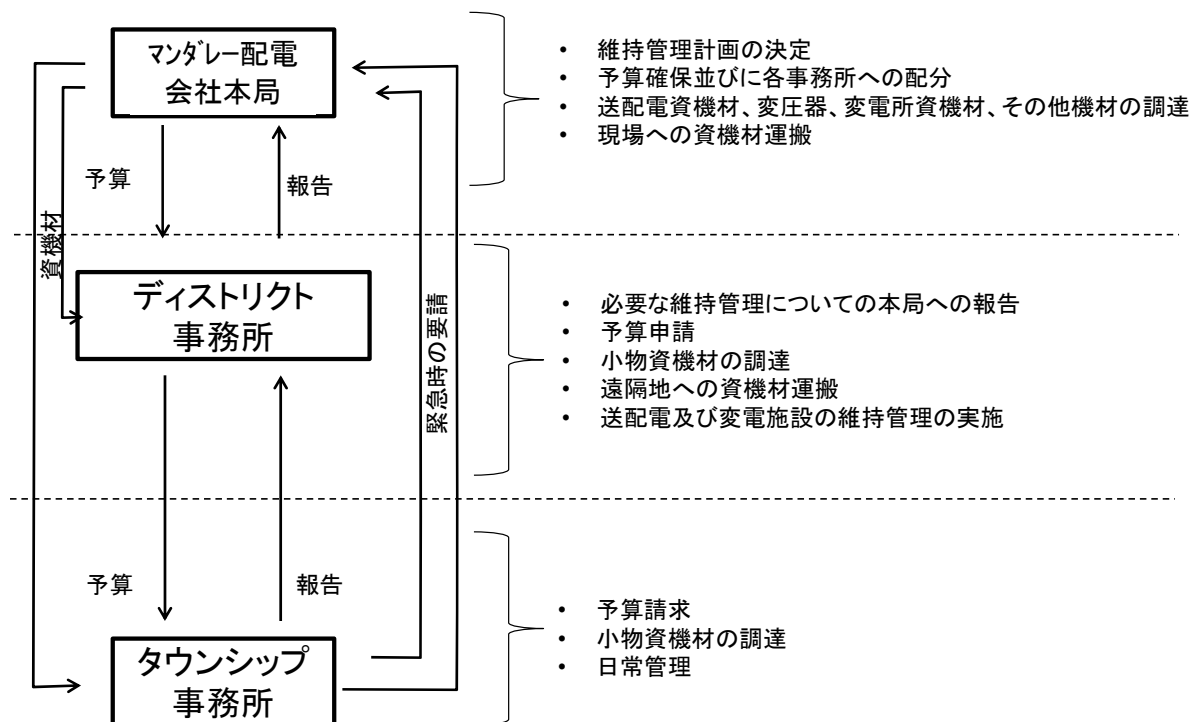 マンダレー配電
会社本局
• 維持管理計画の決定
• 予算確保並びに各事務所への配分
• 送配電資機材、変圧器、変電所資機材、その他機材の調達
• 現場への資機材運搬
予算
報告
資機材
ディストリクト
事務所
緊急時の要請
• 必要な維持管理についての本局への報告
• 予算申請
• 小物資機材の調達
• 遠隔地への資機材運搬
• 送配電及び変電施設の維持管理の実施
予算
報告
タウンシップ
事務所
• 予算請求
• 小物資機材の調達
• 日常管理